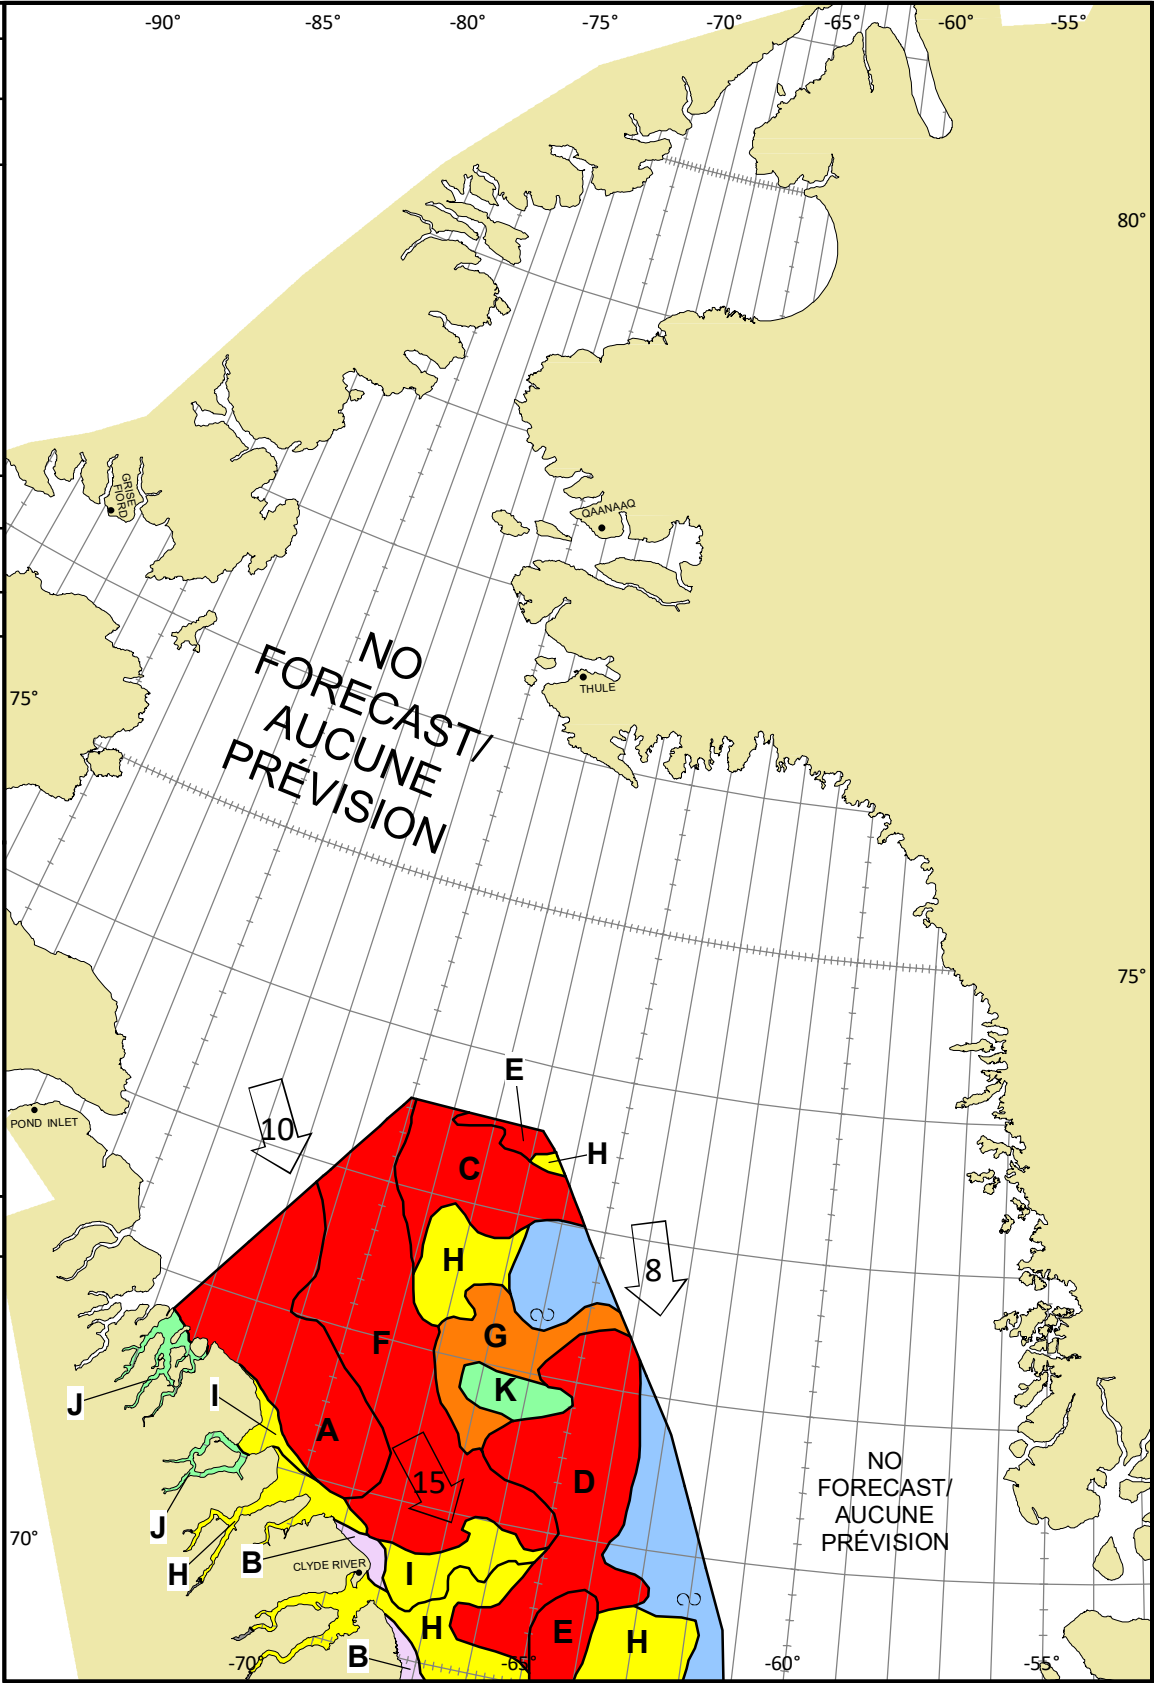 -90° -85° -80° -75° -70° -65° -60° -55°
80°
GRISE
FIORD
QAANAAQ
NO
FORECAST/
AUCUNE
PRÉVISION
THULE
75°
75°
E
POND INLET
10
H
C
8
H
G
F
K
J
I
A
15
D
NO
FORECAST/
AUCUNE
PRÉVISION
J
70°
H
B
CLYDE RIVER
I
H
E
H
B
-70° -65° -60° -55°